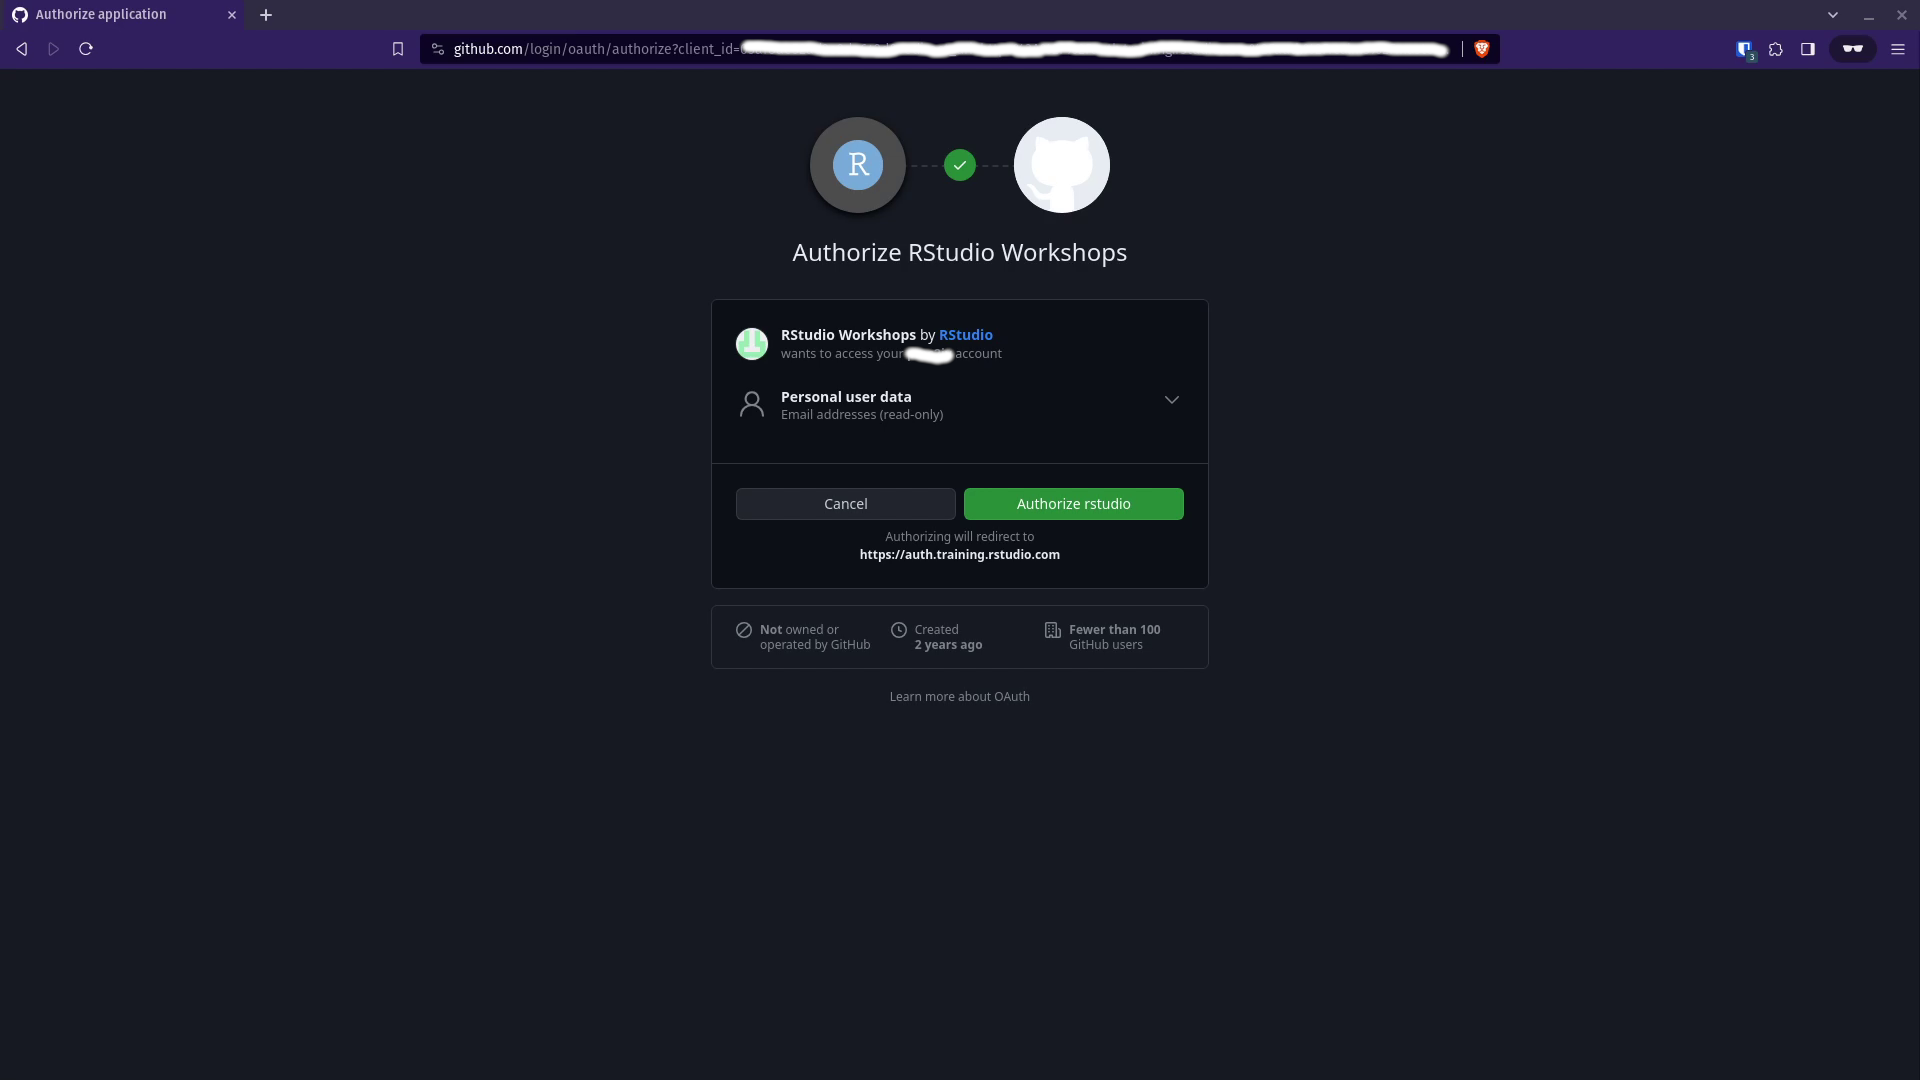 Authorize application
github.com/login/oauth/authorize?client_id=
3
R
Authorize RStudio Workshops
RStudio Workshops by RStudio
wants to access your account
Personal user data
Email addresses (read-only)
Cancel
Authorize rstudio
Authorizing will redirect to
https://auth.training.rstudio.com
Not owned or
operated by GitHub
Created
2 years ago
Fewer than 100
GitHub users
Learn more about OAuth